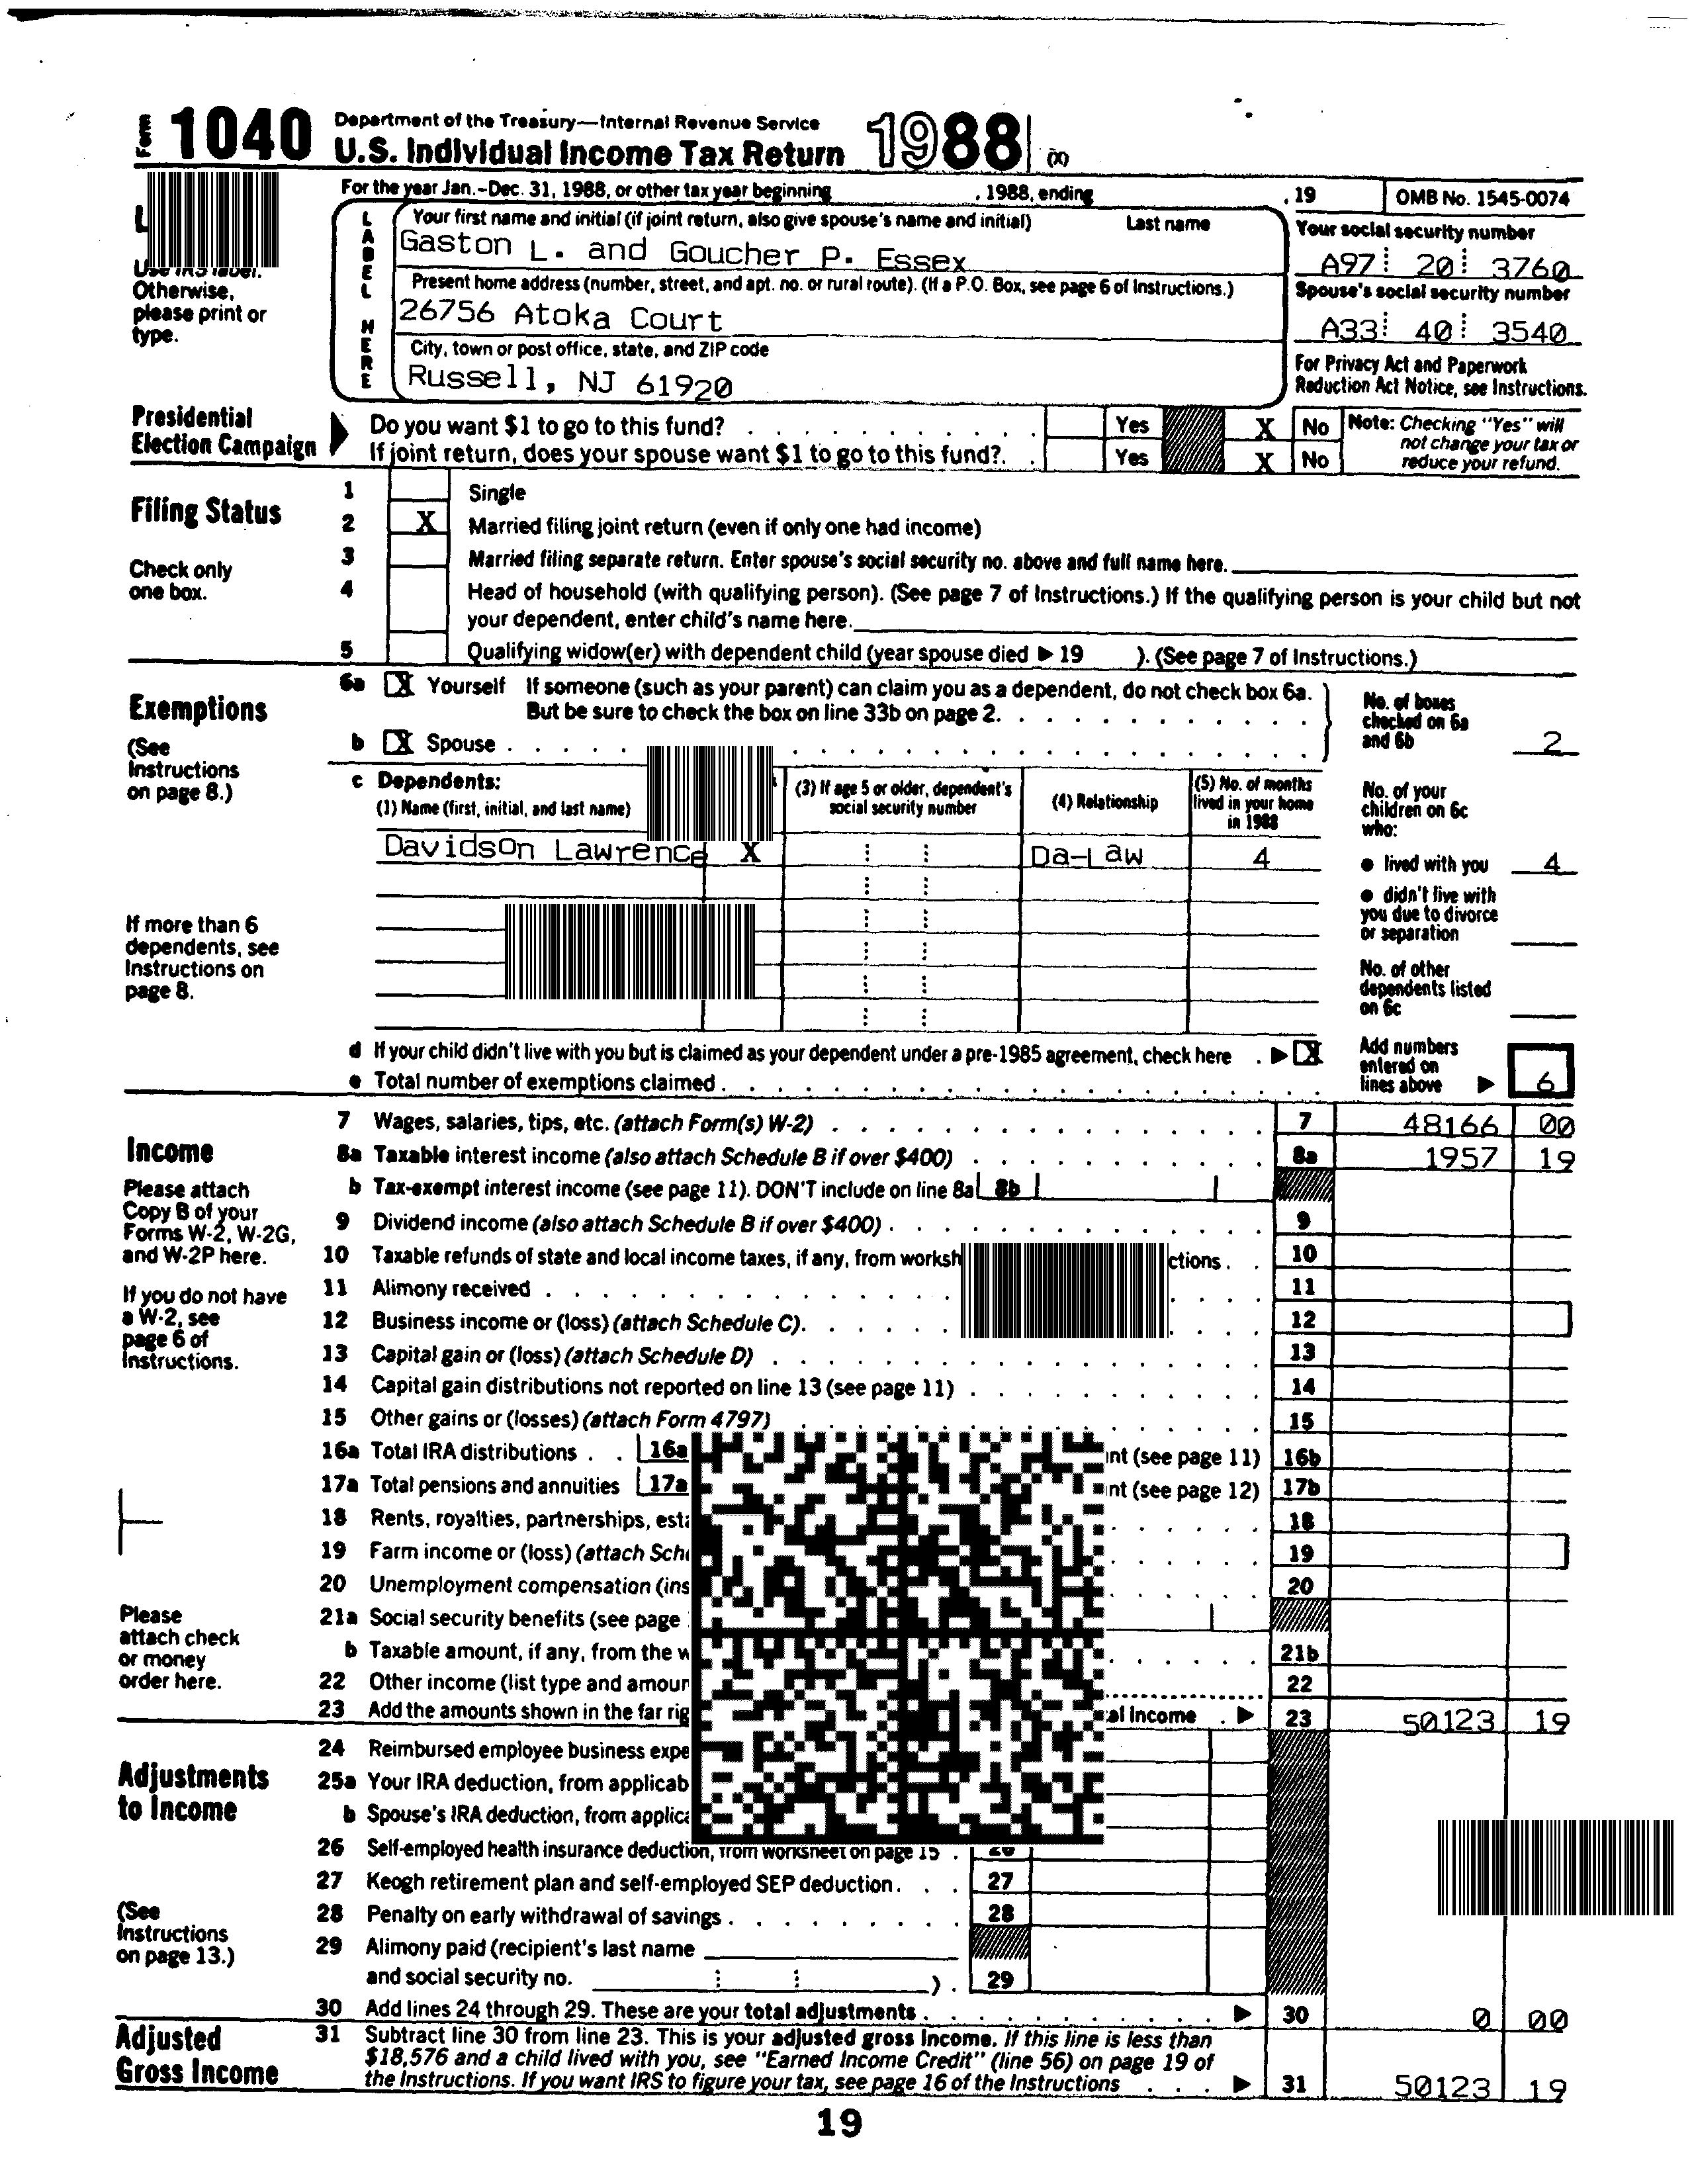 Form 1040 Department of the Treasury—Internal Revenue Service
U.S. Individual Income Tax Return 1988 (X)
For the year Jan.-Dec. 31, 1988, or other tax year beginning , 1988, ending , 19 OMB No. 1545-0074
L
Use IRS label.
Otherwise,
please print or
type.
LABEL HERE
Your first name and initial (if joint return, also give spouse's name and initial) Last name
Gaston L. and Goucher P. Essex
Your social security number
A97 20 3760
Present home address (number, street, and apt. no. or rural route). (If a P.O. Box, see page 6 of Instructions.)
26756 Atoka Court
Spouse's social security number
A33 40 3540
City, town or post office, state, and ZIP code
Russell, NJ 61920
For Privacy Act and Paperwork
Reduction Act Notice, see Instructions.
Presidential
Election Campaign
Do you want $1 to go to this fund? Yes X No
If joint return, does your spouse want $1 to go to this fund?. Yes X No
Note: Checking "Yes" will
not change your tax or
reduce your refund.
Filing Status
Check only
one box.
1 Single
2 X Married filing joint return (even if only one had income)
3 Married filing separate return. Enter spouse's social security no. above and full name here.
4 Head of household (with qualifying person). (See page 7 of Instructions.) If the qualifying person is your child but not
your dependent, enter child's name here.
5 Qualifying widow(er) with dependent child (year spouse died ▶ 19 ). (See page 7 of Instructions.)
Exemptions
(See
Instructions
on page 8.)
6a X Yourself If someone (such as your parent) can claim you as a dependent, do not check box 6a.
But be sure to check the box on line 33b on page 2.
b X Spouse
No. of boxes
checked on 6a
and 6b 2
c Dependents:
(1) Name (first, initial, and last name)
(3) If age 5 or older, dependent's
social security number
(4) Relationship
(5) No. of months
lived in your home
in 1988
Davidson Lawrence X Da-Law 4
No. of your
children on 6c
who:
● lived with you 4
● didn't live with
you due to divorce
or separation
No. of other
dependents listed
on 6c
If more than 6
dependents, see
Instructions on
page 8.
d If your child didn't live with you but is claimed as your dependent under a pre-1985 agreement, check here ▶ X
e Total number of exemptions claimed
Add numbers
entered on
lines above ▶ 6
Income
Please attach
Copy B of your
Forms W-2, W-2G,
and W-2P here.
If you do not have
a W-2, see
page 6 of
Instructions.
Please
attach check
or money
order here.
7 Wages, salaries, tips, etc. (attach Form(s) W-2) 7 48166 00
8a Taxable interest income (also attach Schedule B if over $400) 8a 1957 19
b Tax-exempt interest income (see page 11). DON'T include on line 8a 8b
9 Dividend income (also attach Schedule B if over $400) 9
10 Taxable refunds of state and local income taxes, if any, from worksh ctions 10
11 Alimony received 11
12 Business income or (loss) (attach Schedule C). 12
13 Capital gain or (loss) (attach Schedule D) 13
14 Capital gain distributions not reported on line 13 (see page 11) 14
15 Other gains or (losses) (attach Form 4797) 15
16a Total IRA distributions 16a nt (see page 11) 16b
17a Total pensions and annuities 17a nt (see page 12) 17b
18 Rents, royalties, partnerships, est 18
19 Farm income or (loss) (attach Sch 19
20 Unemployment compensation (ins 20
21a Social security benefits (see page
b Taxable amount, if any, from the w 21b
22 Other income (list type and amour 22
23 Add the amounts shown in the far rig al income ▶ 23 50123 19
Adjustments
to Income
(See
Instructions
on page 13.)
24 Reimbursed employee business expe
25a Your IRA deduction, from applicab
b Spouse's IRA deduction, from applic
26 Self-employed health insurance deduction, from worksheet on page 15 26
27 Keogh retirement plan and self-employed SEP deduction 27
28 Penalty on early withdrawal of savings 28
29 Alimony paid (recipient's last name
and social security no. ) 29
30 Add lines 24 through 29. These are your total adjustments ▶ 30 0 00
Adjusted
Gross Income
31 Subtract line 30 from line 23. This is your adjusted gross income. If this line is less than
$18,576 and a child lived with you, see "Earned Income Credit" (line 56) on page 19 of
the Instructions. If you want IRS to figure your tax, see page 16 of the Instructions ▶ 31 50123 19
19